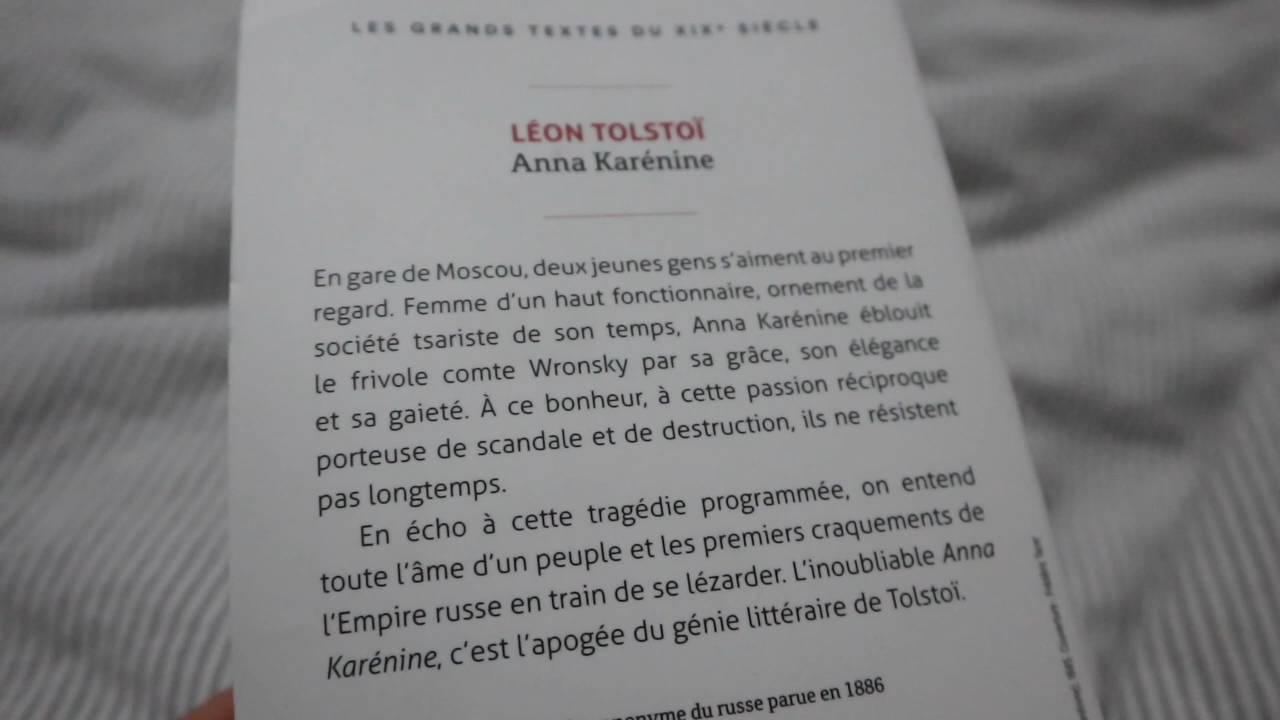 LES GRANDS TEXTES DU XIXe SIÈCLE
LÉON TOLSTOÏ
Anna Karénine
En gare de Moscou, deux jeunes gens s'aiment au premier
regard. Femme d'un haut fonctionnaire, ornement de la
société tsariste de son temps, Anna Karénine éblouit
le frivole comte Wronsky par sa grâce, son élégance
et sa gaieté. À ce bonheur, à cette passion réciproque
porteuse de scandale et de destruction, ils ne résistent
pas longtemps.
En écho à cette tragédie programmée, on entend
toute l'âme d'un peuple et les premiers craquements de
l'Empire russe en train de se lézarder. L'inoubliable Anna
Karénine, c'est l'apogée du génie littéraire de Tolstoï.
du russe parue en 1886